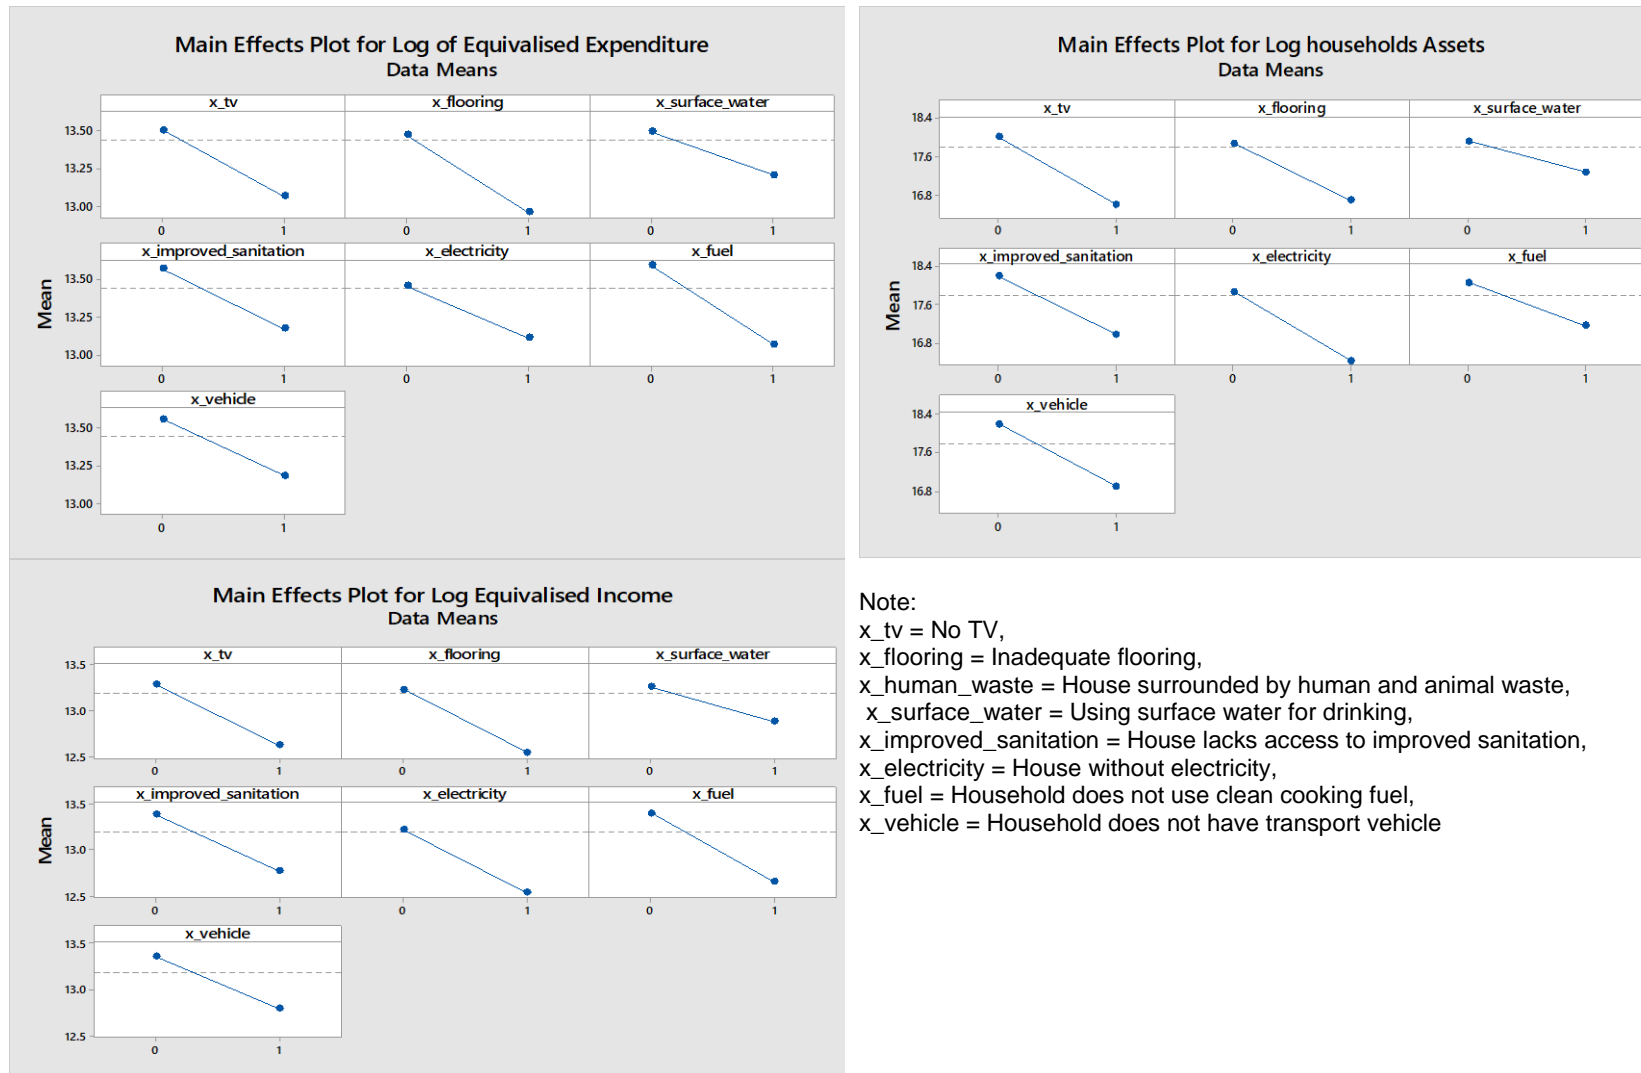 Main Effects Plot for Log of Equivalised Expenditure
Data Means
x_tv x_flooring x_surface_water
13.50
13.25
13.00
0 1 0 1 0 1
x_improved_sanitation x_electricity x_fuel
13.50
13.25
13.00
0 1 0 1 0 1
Mean
x_vehicle
13.50
13.25
13.00
0 1
Main Effects Plot for Log households Assets
Data Means
x_tv x_flooring x_surface_water
18.4
17.6
16.8
0 1 0 1 0 1
x_improved_sanitation x_electricity x_fuel
18.4
17.6
16.8
0 1 0 1 0 1
Mean
x_vehicle
18.4
17.6
16.8
0 1
Main Effects Plot for Log Equivalised Income
Data Means
x_tv x_flooring x_surface_water
13.5
13.0
12.5
0 1 0 1 0 1
x_improved_sanitation x_electricity x_fuel
13.5
13.0
12.5
0 1 0 1 0 1
Mean
x_vehicle
13.5
13.0
12.5
0 1
Note:
x_tv = No TV,
x_flooring = Inadequate flooring,
x_human_waste = House surrounded by human and animal waste,
x_surface_water = Using surface water for drinking,
x_improved_sanitation = House lacks access to improved sanitation,
x_electricity = House without electricity,
x_fuel = Household does not use clean cooking fuel,
x_vehicle = Household does not have transport vehicle